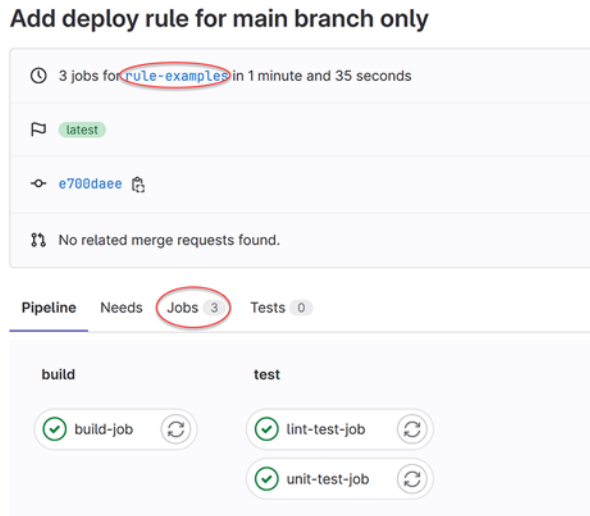 Add deploy rule for main branch only
3 jobs for rule-examples in 1 minute and 35 seconds
latest
e700daee
No related merge requests found.
Pipeline Needs Jobs 3 Tests 0
build test
build-job lint-test-job
unit-test-job